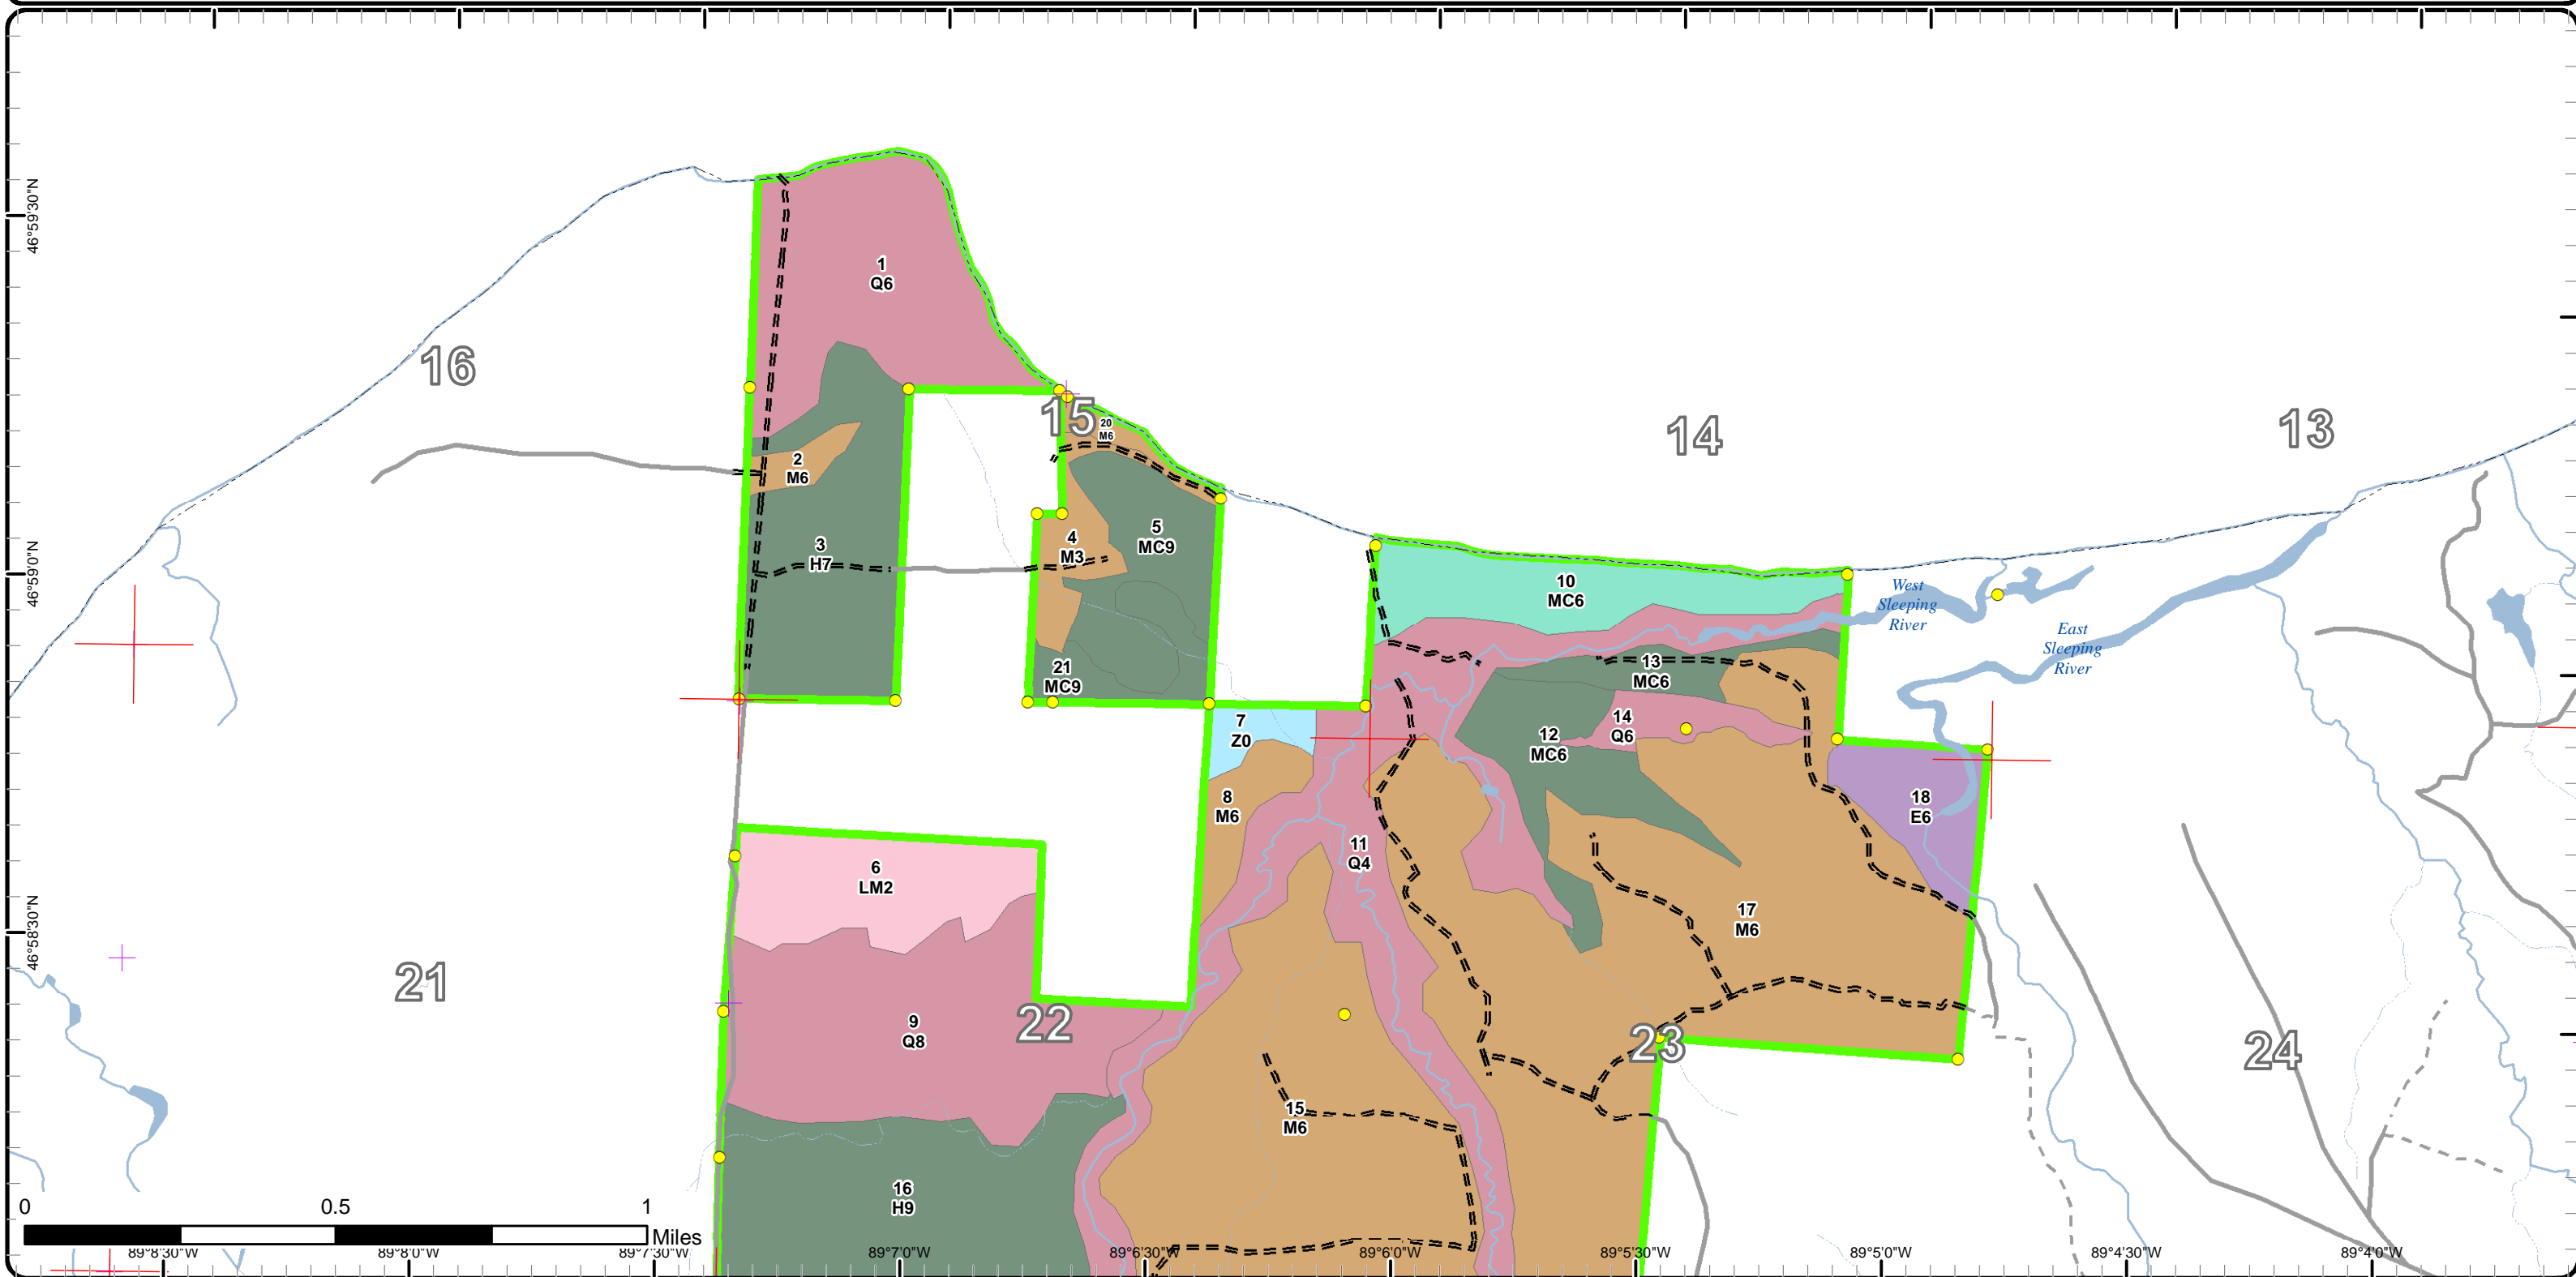 46°59'30"N
1
Q6
16
15
20
M6
14
13
2
M6
5
MC9
4
M3
3
H7
46°59'0"N
10
MC6
West
Sleeping
River
East
Sleeping
River
13
MC6
21
MC9
7
Z0
14
Q6
12
MC6
8
M6
18
E6
11
Q4
6
LM2
17
M6
46°58'30"N
21
22
9
Q8
23
24
15
M6
16
H9
0 0.5 1
Miles
89°8'30"W 89°8'0"W 89°7'30"W 89°7'0"W 89°6'30"W 89°6'0"W 89°5'30"W 89°5'0"W 89°4'30"W 89°4'0"W